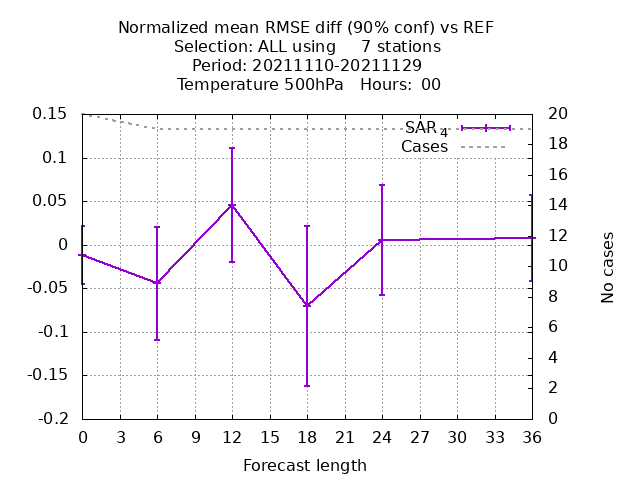 Normalized mean RMSE diff (90% conf) vs REF
Selection: ALL using     7 stations
Period: 20211110-20211129
Temperature 500hPa   Hours:  00
SAR_4
Cases
0.15
0.1
0.05
0
-0.05
-0.1
-0.15
-0.2
20
18
16
14
12
10
8
6
4
2
0
No cases
0 3 6 9 12 15 18 21 24 27 30 33 36
Forecast length